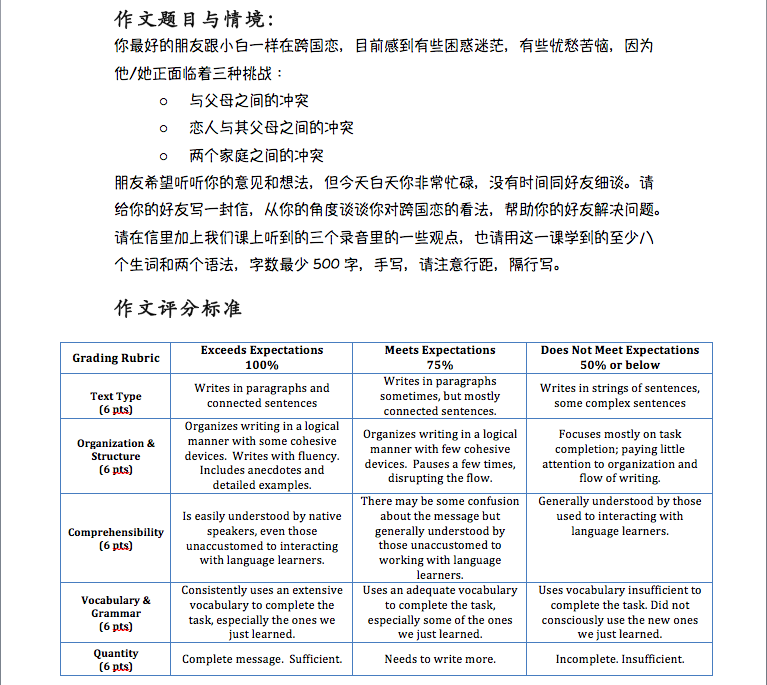 作文题目与情境:
你最好的朋友跟小白一样在跨国恋，目前感到有些困惑迷茫，有些忧愁苦恼，因为
他/她正面临着三种挑战：
○ 与父母之间的冲突
○ 恋人与其父母之间的冲突
○ 两个家庭之间的冲突
朋友希望听听你的意见和想法，但今天白天你非常忙碌，没有时间同好友细谈。请
给你的好友写一封信，从你的角度谈谈你对跨国恋的看法，帮助你的好友解决问题。
请在信里加上我们课上听到的三个录音里的一些观点，也请用这一课学到的至少八
个生词和两个语法，字数最少 500 字，手写，请注意行距，隔行写。
作文评分标准
Grading Rubric
Exceeds Expectations
100%
Meets Expectations
75%
Does Not Meet Expectations
50% or below
Text Type
(6 pts)
Writes in paragraphs and
connected sentences
Writes in paragraphs
sometimes, but mostly
connected sentences.
Writes in strings of sentences,
some complex sentences
Organization &
Structure
(6 pts)
Organizes writing in a logical
manner with some cohesive
devices. Writes with fluency.
Includes anecdotes and
detailed examples.
Organizes writing in a logical
manner with few cohesive
devices. Pauses a few times,
disrupting the flow.
Focuses mostly on task
completion; paying little
attention to organization and
flow of writing.
Comprehensibility
(6 pts)
Is easily understood by native
speakers, even those
unaccustomed to interacting
with language learners.
There may be some confusion
about the message but
generally understood by
those unaccustomed to
working with language
learners.
Generally understood by those
used to interacting with
language learners.
Vocabulary &
Grammar
(6 pts)
Consistently uses an extensive
vocabulary to complete the
task, especially the ones we
just learned.
Uses an adequate vocabulary
to complete the task,
especially some of the ones
we just learned.
Uses vocabulary insufficient to
complete the task. Did not
consciously use the new ones
we just learned.
Quantity
(6 pts)
Complete message. Sufficient.
Needs to write more.
Incomplete. Insufficient.